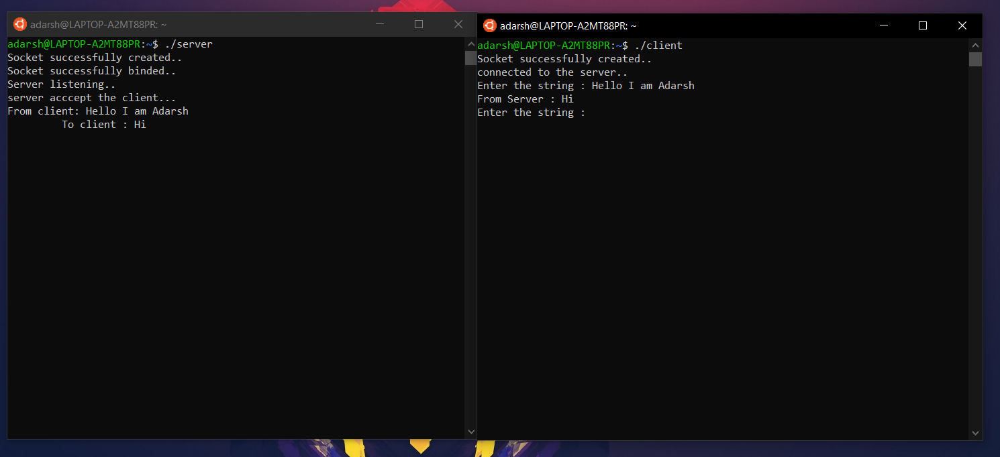 adarsh@LAPTOP-A2MT88PR: ~
adarsh@LAPTOP-A2MT88PR:~$ ./server
Socket successfully created..
Socket successfully binded..
Server listening..
server acccept the client...
From client: Hello I am Adarsh
To client : Hi
adarsh@LAPTOP-A2MT88PR: ~
adarsh@LAPTOP-A2MT88PR:~$ ./client
Socket successfully created..
connected to the server..
Enter the string : Hello I am Adarsh
From Server : Hi
Enter the string :